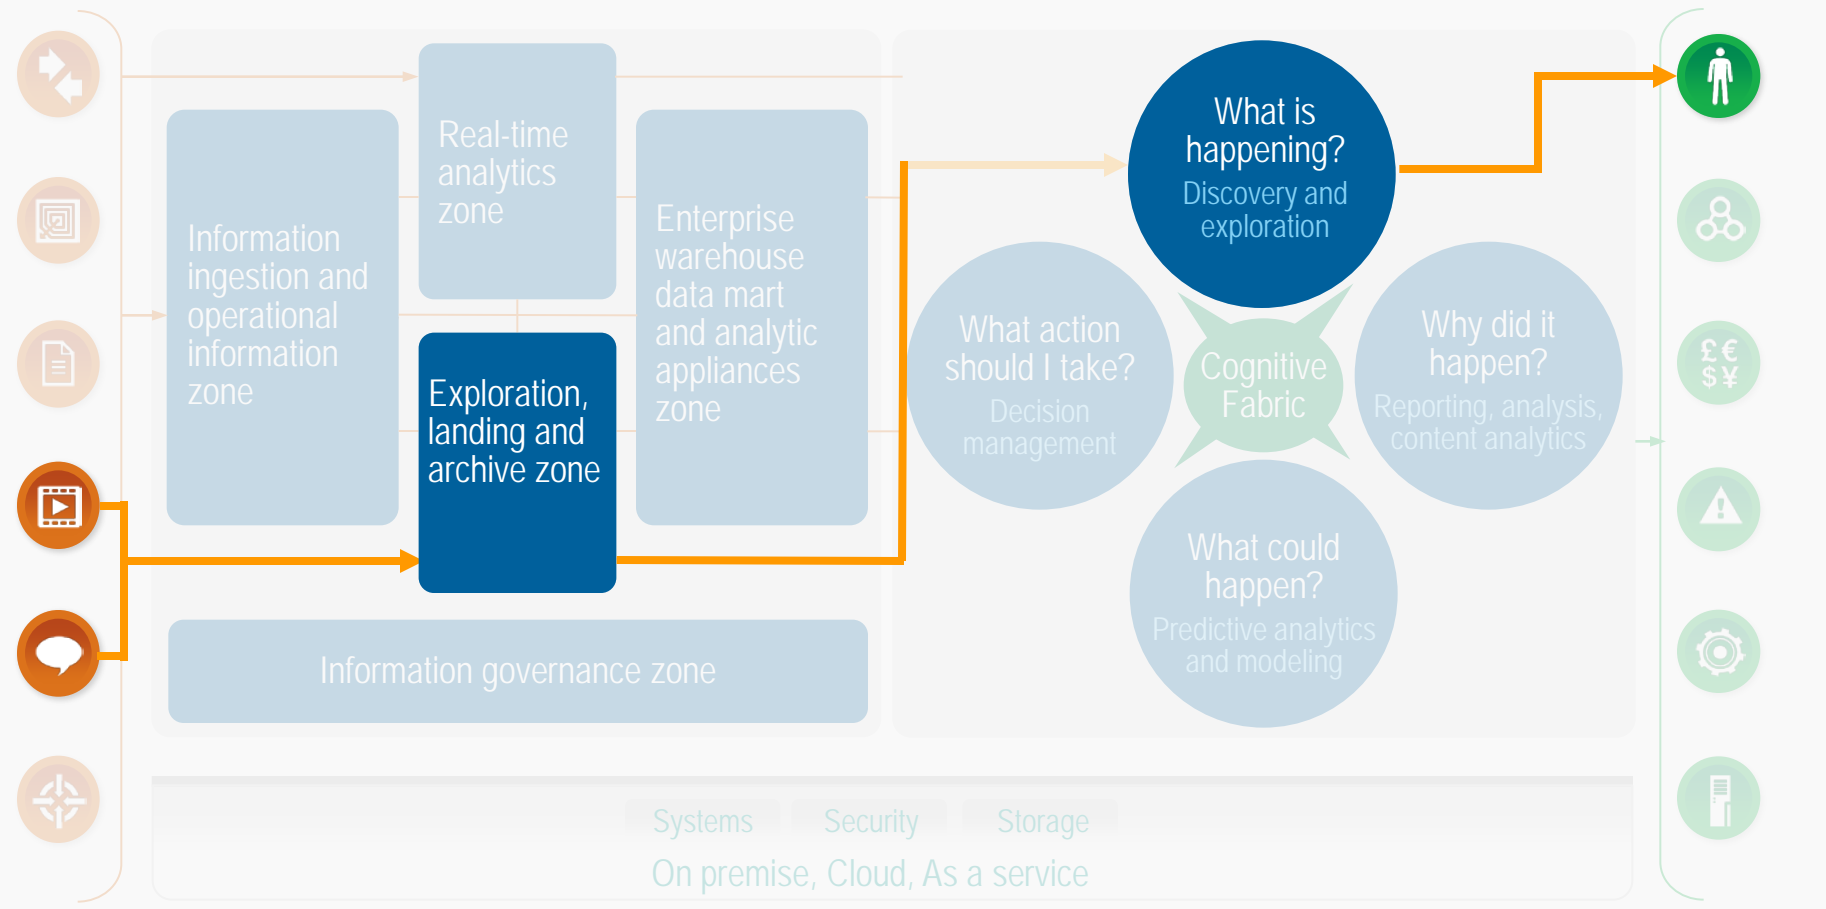 Real-time
analytics
zone
Information
ingestion and
operational
information
zone
Exploration,
landing and
archive zone
Enterprise
warehouse
data mart
and analytic
appliances
zone
Information governance zone
What is
happening?
Discovery and
exploration
What action
should I take?
Decision
management
Cognitive
Fabric
Why did it
happen?
Reporting, analysis,
content analytics
What could
happen?
Predictive analytics
and modeling
£ €
$ ¥
Systems
Security
Storage
On premise, Cloud, As a service